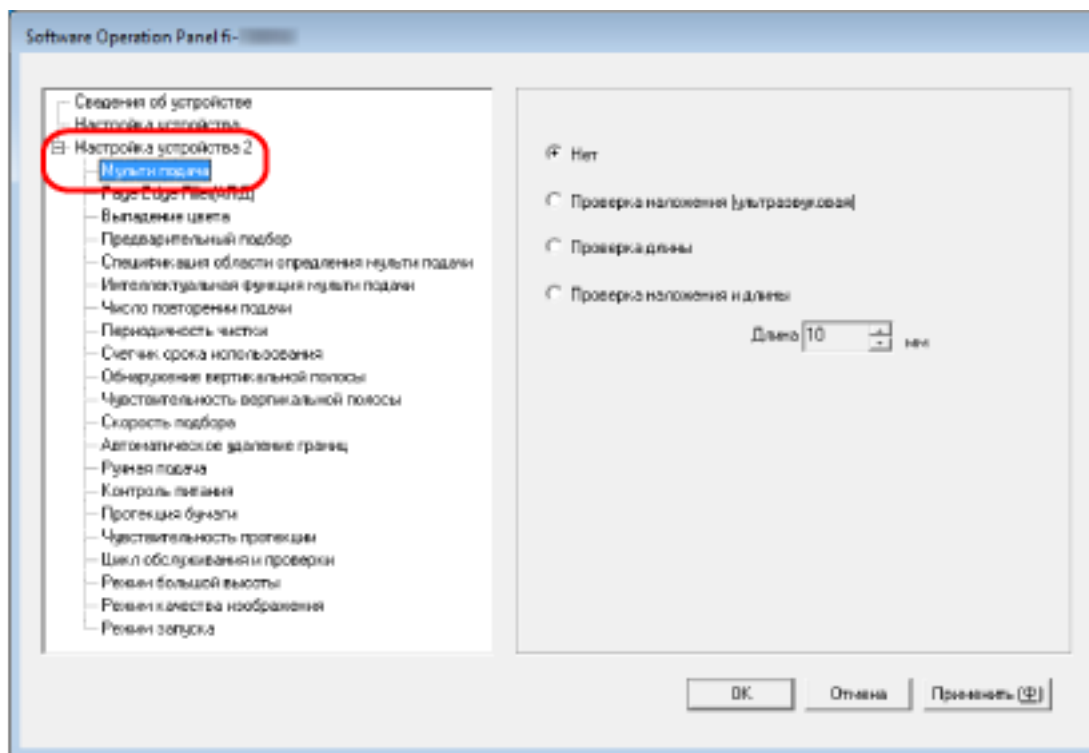 Software Operation Panel fi-
Сведения об устройстве
Настройка устройства
Настройка устройства 2
Мульти подача
Page Edge Filler(АПД)
Выпадение цвета
Предварительный подбор
Спецификация области опредления мульти подачи
Интеллектуальная функция мульти подачи
Число повторении подачи
Периодичность чистки
Счетчик срока использования
Обнаружение вертикальной полосы
Чувствительность вертикальной полосы
Скорость подбора
Автоматическое удаление границ
Ручная подача
Контроль питания
Протекция бумаги
Чувствительность протекции
Цикл обслуживания и проверки
Режим большой высоты
Режим качества изображения
Режим запуска
Нет
Проверка наложения (ультразвуковая)
Проверка длины
Проверка наложения и длины
Длина 10 мм
OK
Отмена
Применить (Ф)